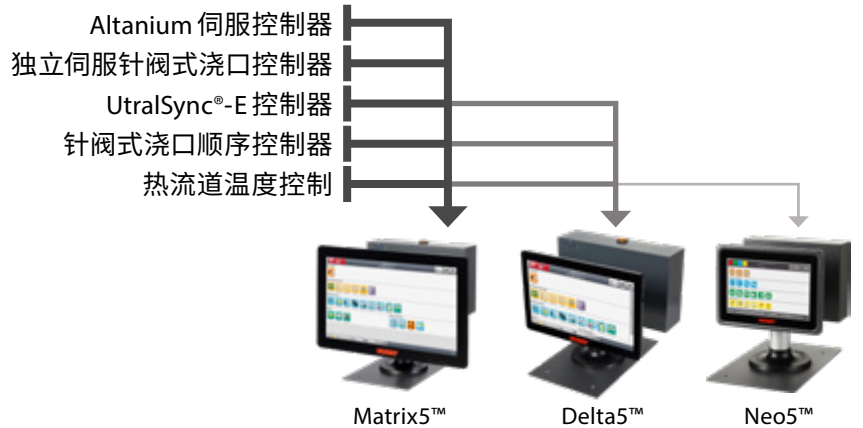 Altanium 伺服控制器
独立伺服针阀式浇口控制器
UtralSync®-E 控制器
针阀式浇口顺序控制器
热流道温度控制
Matrix5™ Delta5™ Neo5™